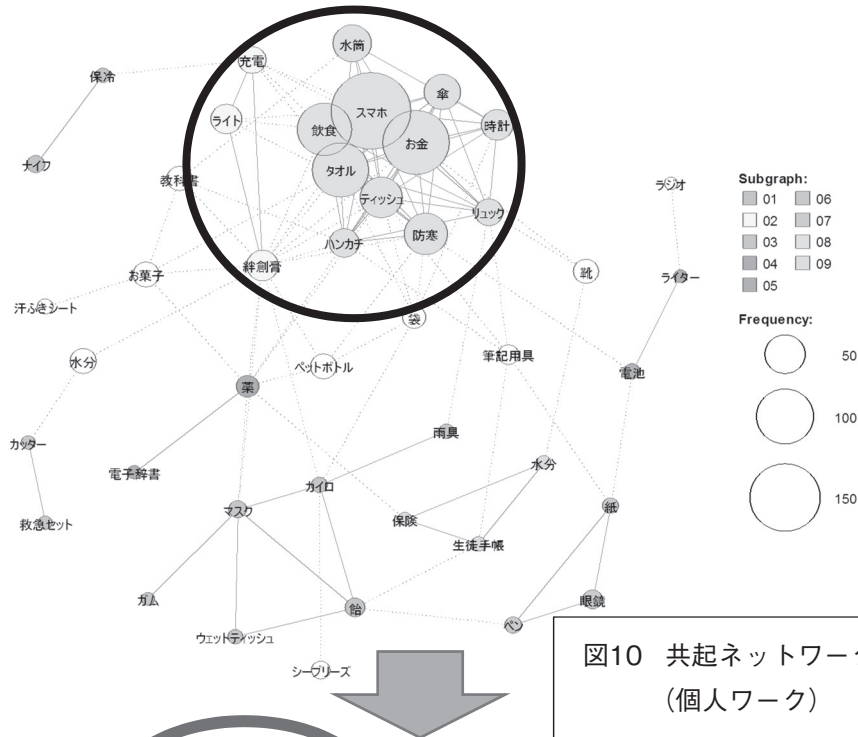 水筒
充電
保冷
傘
スマホ
ライト
飲食
お金
時計
ナイフ
タオル
教科書
ティッシュ
リュック
ラジオ
ハンカチ
防寒
絆創膏
お菓子
靴
ライター
汗ふきシート
袋
水分
ペットボトル
筆記用具
電池
薬
カッター
電子辞書
雨具
水分
カイロ
救急セット
マスク
保険
紙
生徒手帳
ガム
飴
眼鏡
ペン
ウェットティッシュ
シーブリーズ
Subgraph:
01 06
02 07
03 08
04 09
05
Frequency:
50
100
150
図10 共起ネットワーク
(個人ワーク)